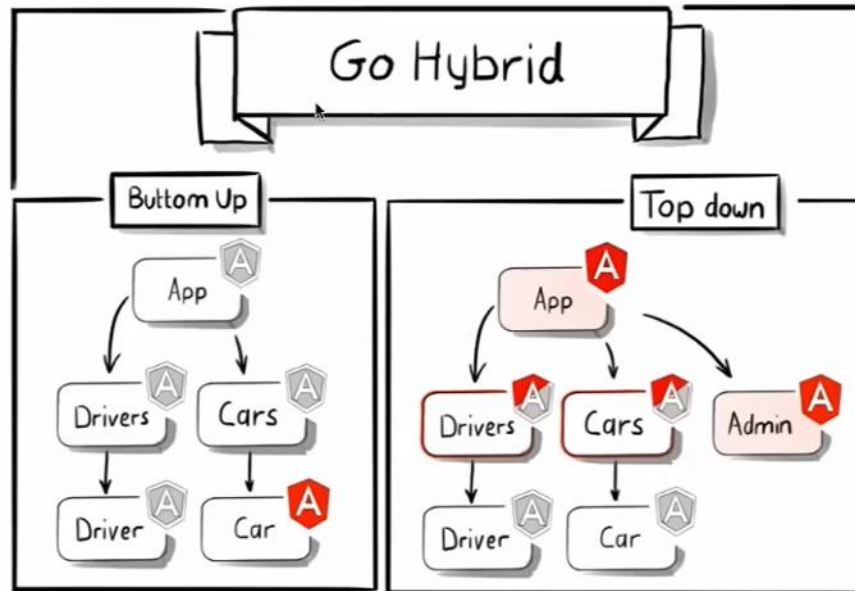 Go Hybrid
Buttom Up
Top down
App
Drivers
Cars
Driver
Car
App
Drivers
Cars
Admin
Driver
Car